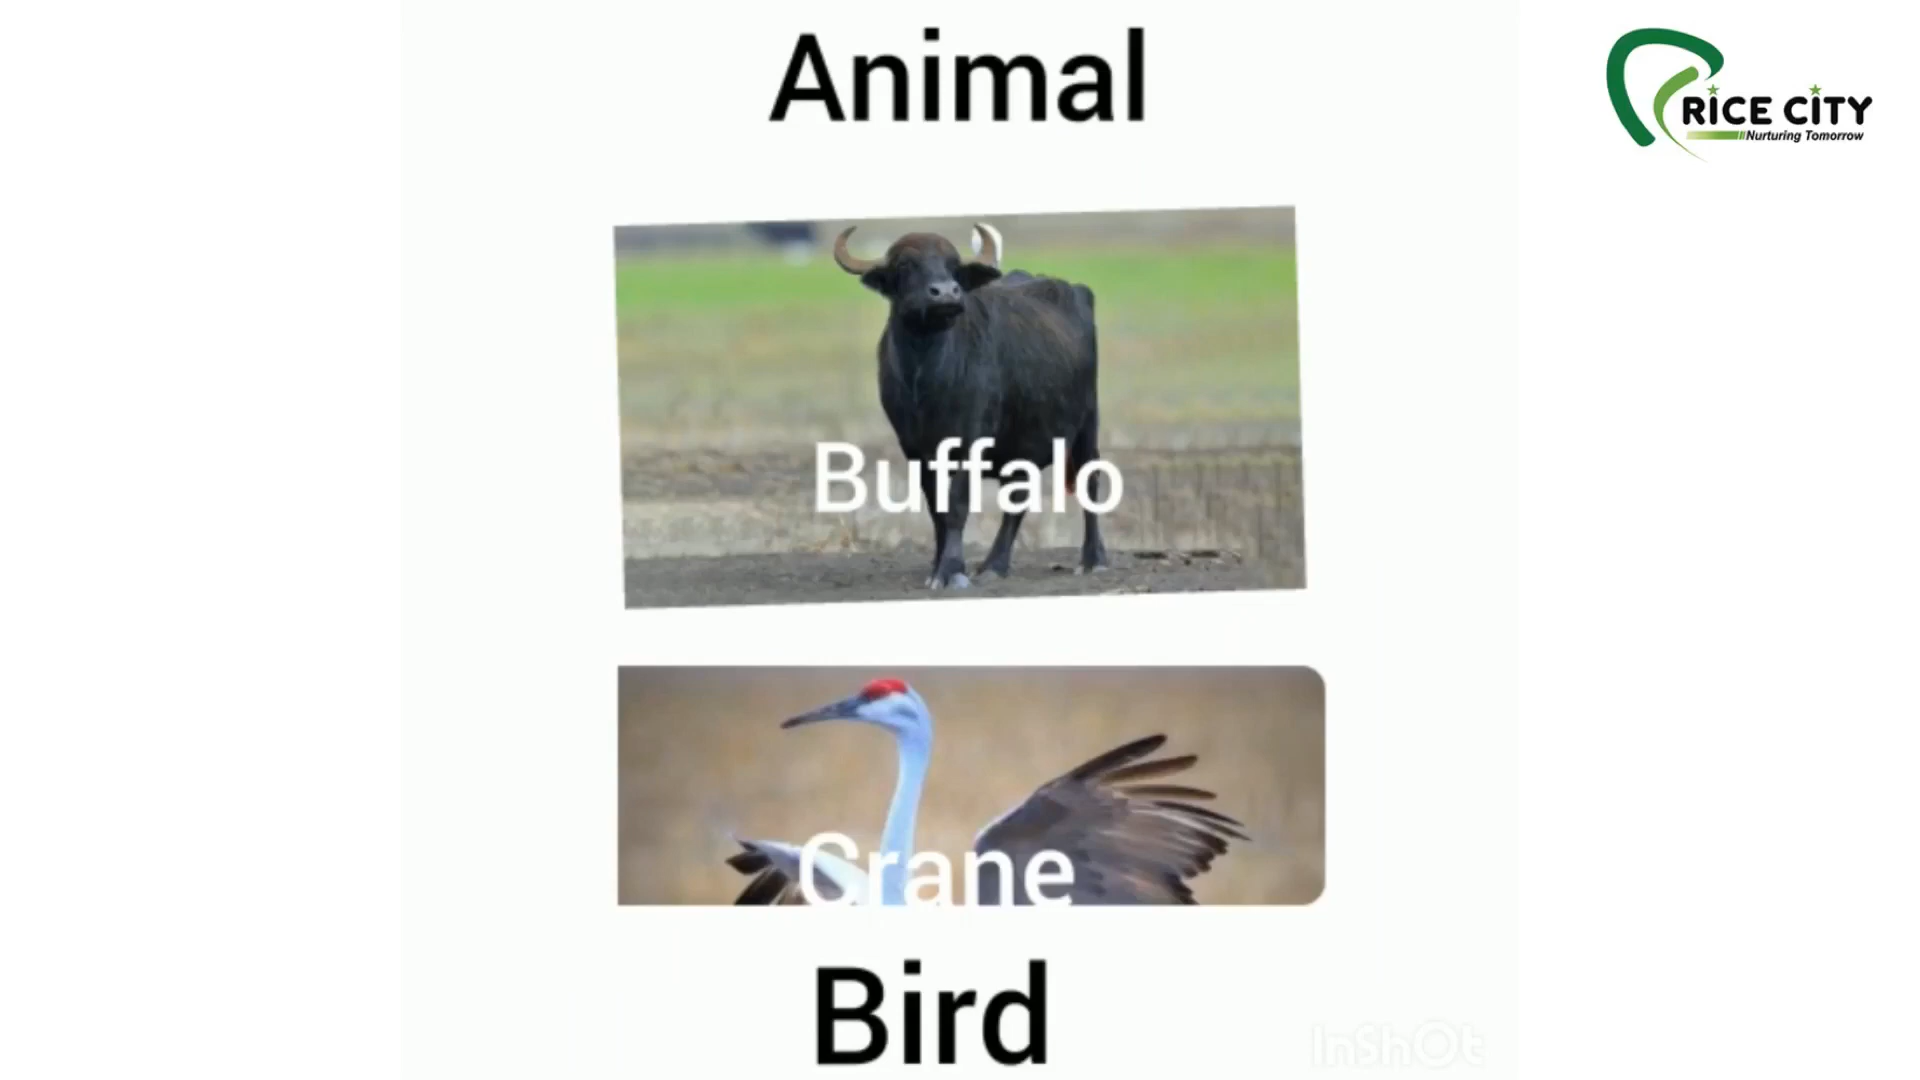 Animal
RICE CITY
Nurturing Tomorrow
Buffalo
Crane
Bird
InShOt